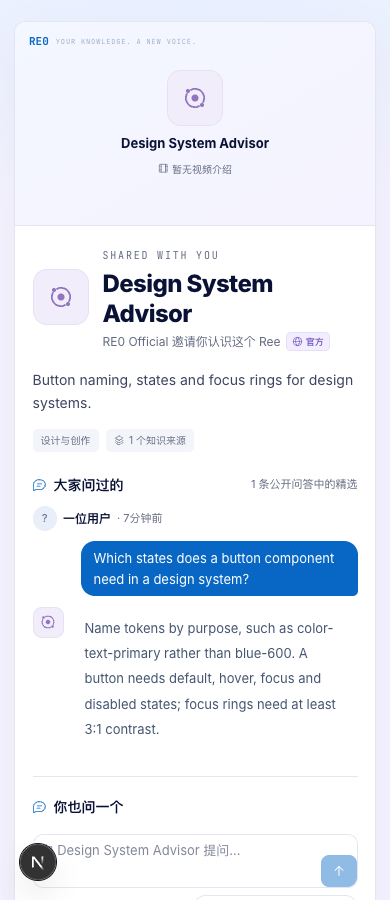 RE0 YOUR KNOWLEDGE. A NEW VOICE.
Design System Advisor
暂无视频介绍
SHARED WITH YOU
Design System
Advisor
RE0 Official 邀请你认识这个 Ree 官方
Button naming, states and focus rings for design
systems.
设计与创作 1 个知识来源
大家问过的 1 条公开问答中的精选
? 一位用户 · 7分钟前
Which states does a button component
need in a design system?
Name tokens by purpose, such as color-
text-primary rather than blue-600. A
button needs default, hover, focus and
disabled states; focus rings need at least
3:1 contrast.
你也问一个
Design System Advisor 提问...
N